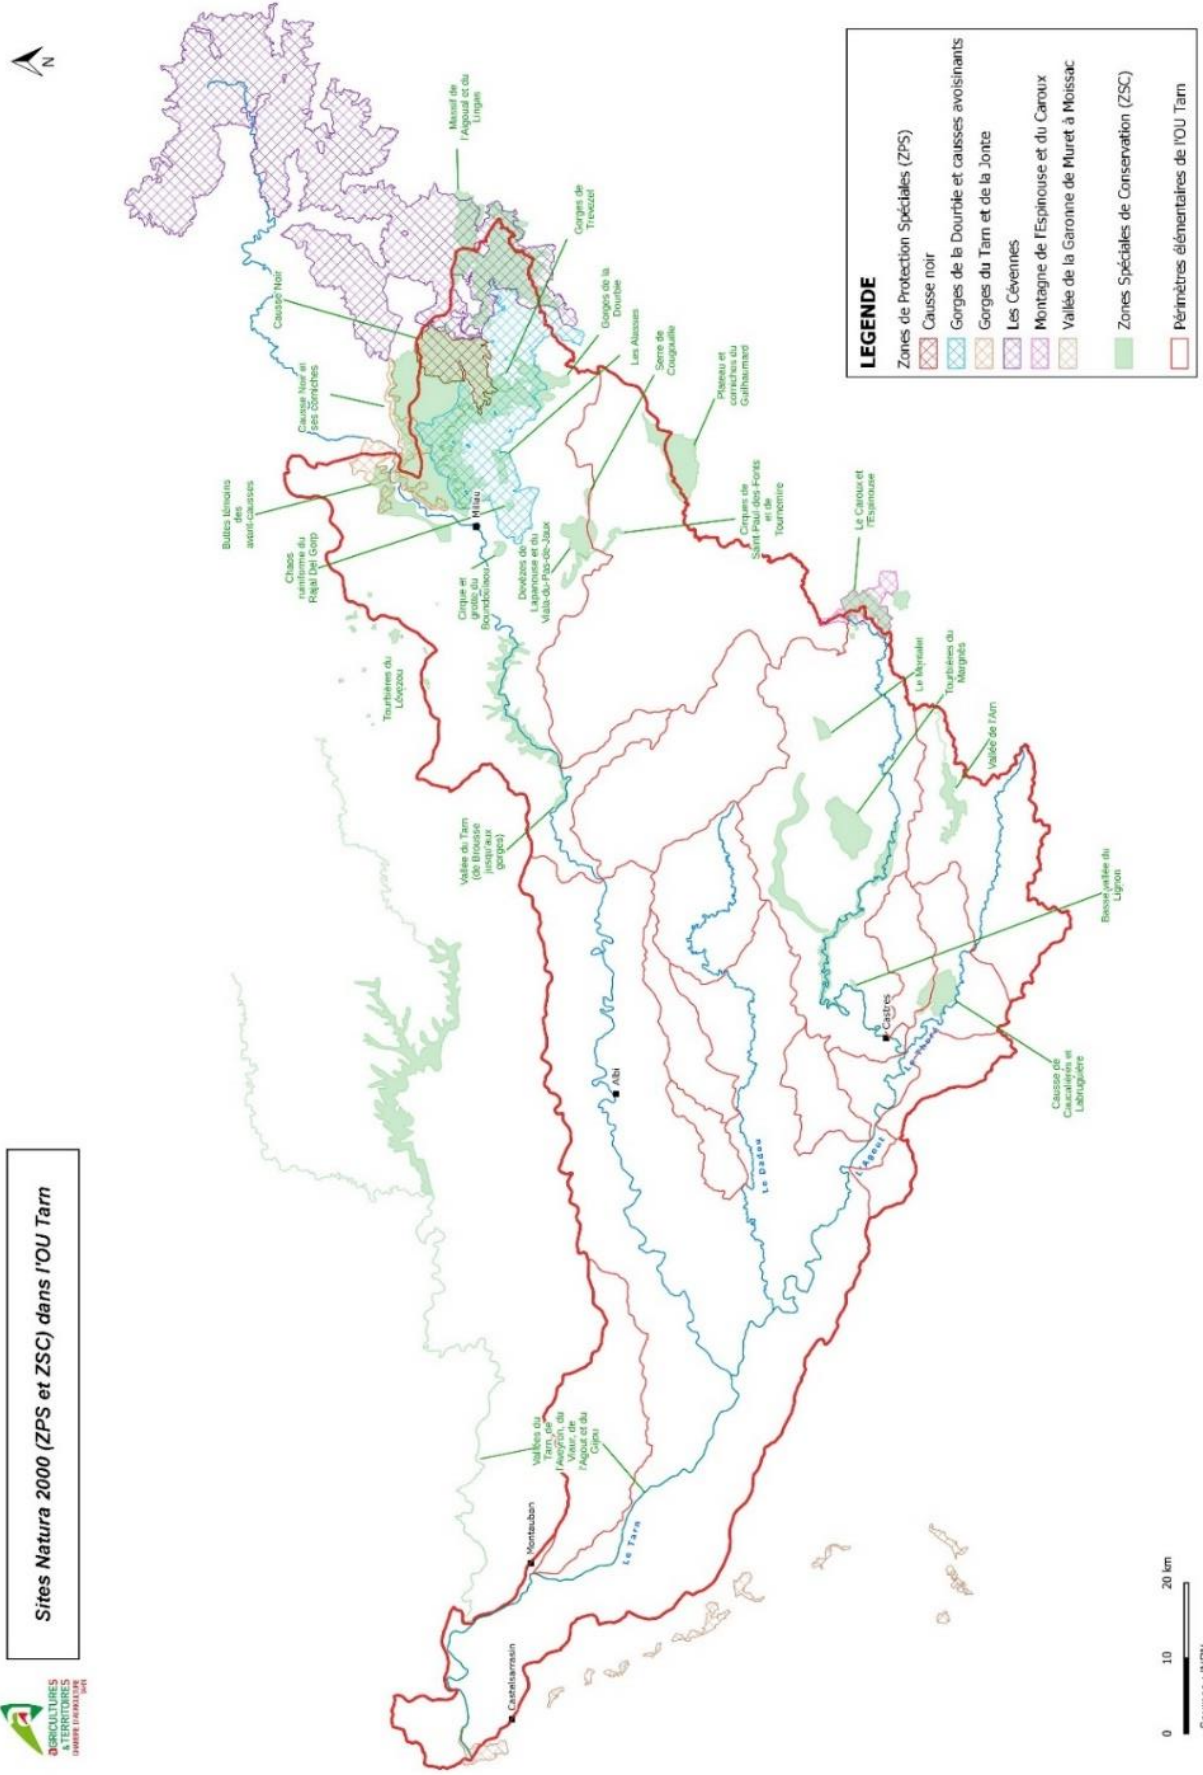 Sites Natura 2000 (ZPS et ZSC) dans l'OU Tarn
AGRICULTURES
& TERRITOIRES
CHAMBRE D'AGRICULTURE
TARN
N
Massif de
l'Aigoual et du
Lingas
Gorges de
Trevezel
Causse Noir
Gorges de la
Dourbie
Les Alasses
Serre de
Cougouille
Causse Noir et
ses corniches
Plateau et
corniches du
Guilhaumard
Buttes témoins
des
avant-causses
Chaos
ruiniforme du
Rajal Del Gorp
Millau
Cirque et
grotte du
Boundoulaou
Devèzes de
Lapanouse et du
Viala-du-Pas-de-Jaux
Cirques de
Saint-Paul-des-Fonts
et de
Tournemire
Le Caroux et
l'Espinouse
Tourbières du
Lévezou
Le Montalet
Tourbières du
Margnès
Vallée de l'Arn
Vallée du Tarn
(de Brousse
jusqu'aux
gorges)
Basse vallée du
Lignon
Castres
Le Thoré
Albi
Causse de
Caucalières et
Labruguière
Le Dadou
L'Agout
Vallées du
Tarn, de
l'Aveyron, du
Viaur, de
l'Agout et du
Gijou
Montauban
Le Tarn
Castelsarrasin
LEGENDE
Zones de Protection Spéciales (ZPS)
Causse noir
Gorges de la Dourbie et causses avoisinants
Gorges du Tarn et de la Jonte
Les Cévennes
Montagne de l'Espinouse et du Caroux
Vallée de la Garonne de Muret à Moissac
Zones Spéciales de Conservation (ZSC)
Périmètres élémentaires de l'OU Tarn
0 10 20 km